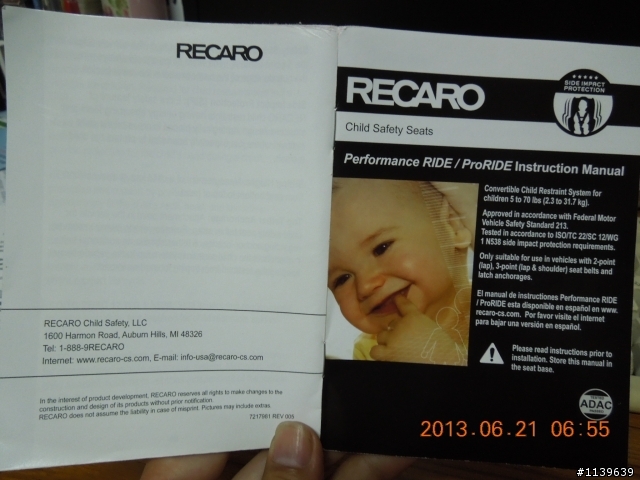 RECARO
RECARO Child Safety, LLC
1600 Harmon Road, Auburn Hills, MI 48326
Tel: 1-888-9RECARO
Internet: www.recaro-cs.com, E-mail: info-usa@recaro-cs.com
In the interest of product development, RECARO reserves all rights to make changes to the
construction and design of its products without prior notification.
RECARO does not assume the liability in case of misprint. Pictures may include extras.
7217981 REV 005
RECARO
SIDE IMPACT
PROTECTION
Child Safety Seats
Performance RIDE / ProRIDE Instruction Manual
Convertible Child Restraint System for
children 5 to 70 lbs (2.3 to 31.7 kg).
Approved in accordance with Federal Motor
Vehicle Safety Standard 213.
Tested in accordance to ISO/TC 22/SC 12/WG
1 N538 side impact protection requirements.
Only suitable for use in vehicles with 2-point
(lap), 3-point (lap & shoulder) seat belts and
latch anchorages.
El manual de instructiones Performance RIDE
/ ProRIDE esta disponible en español en www.
recaro-cs.com. Por favor visite el internet
para bajar una versión en español.
Please read instructions prior to
installation. Store this manual in
the seat base.
ADAC
2013.06.21 06:55
#1139639